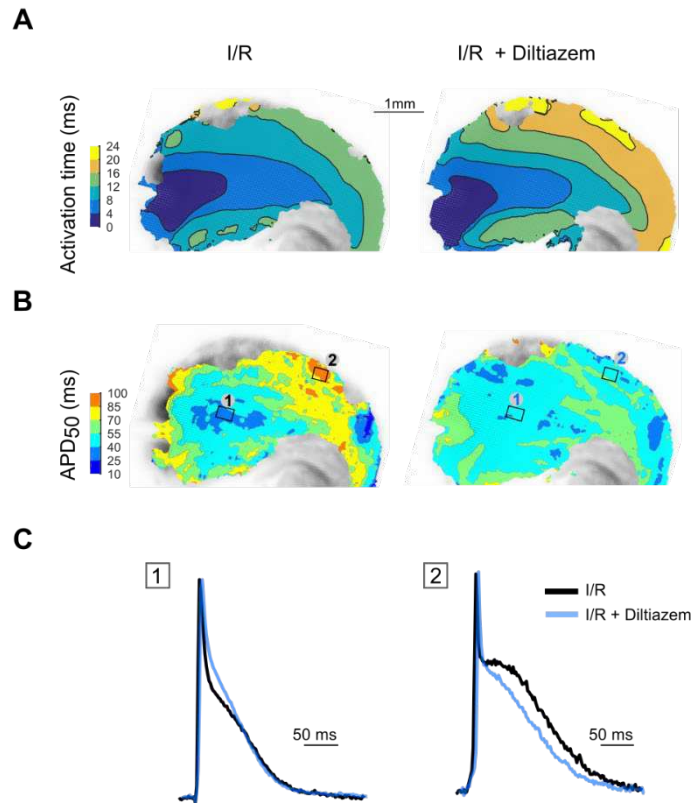 A
I/R
I/R + Diltiazem
1mm
Activation time (ms)
24
20
16
12
8
4
0
B
APD50 (ms)
100
85
70
55
40
25
10
1
2
1
2
C
1
2
I/R
I/R + Diltiazem
50 ms
50 ms